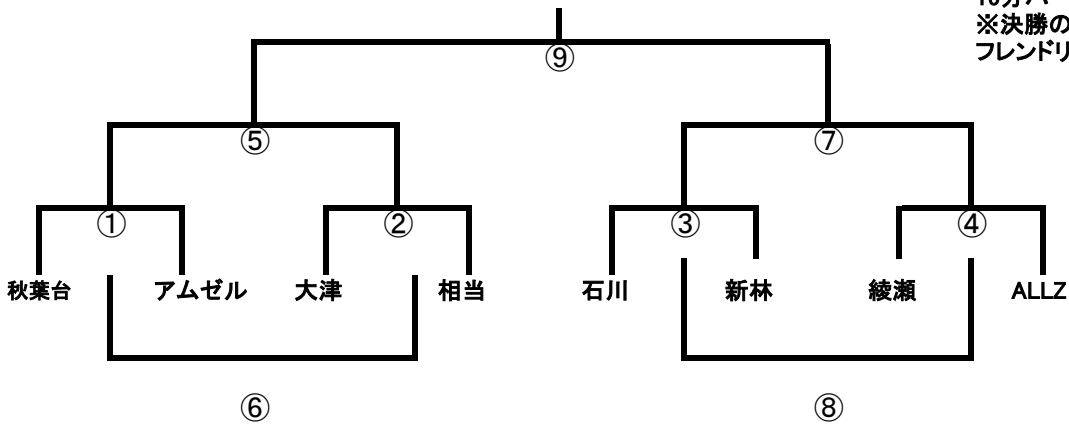 ※決勝の
フレンドリ
⑨
⑤
⑦
①
②
③
④
秋葉台
アムゼル
大津
相当
石川
新林
綾瀬
ALLZ
⑥
⑧